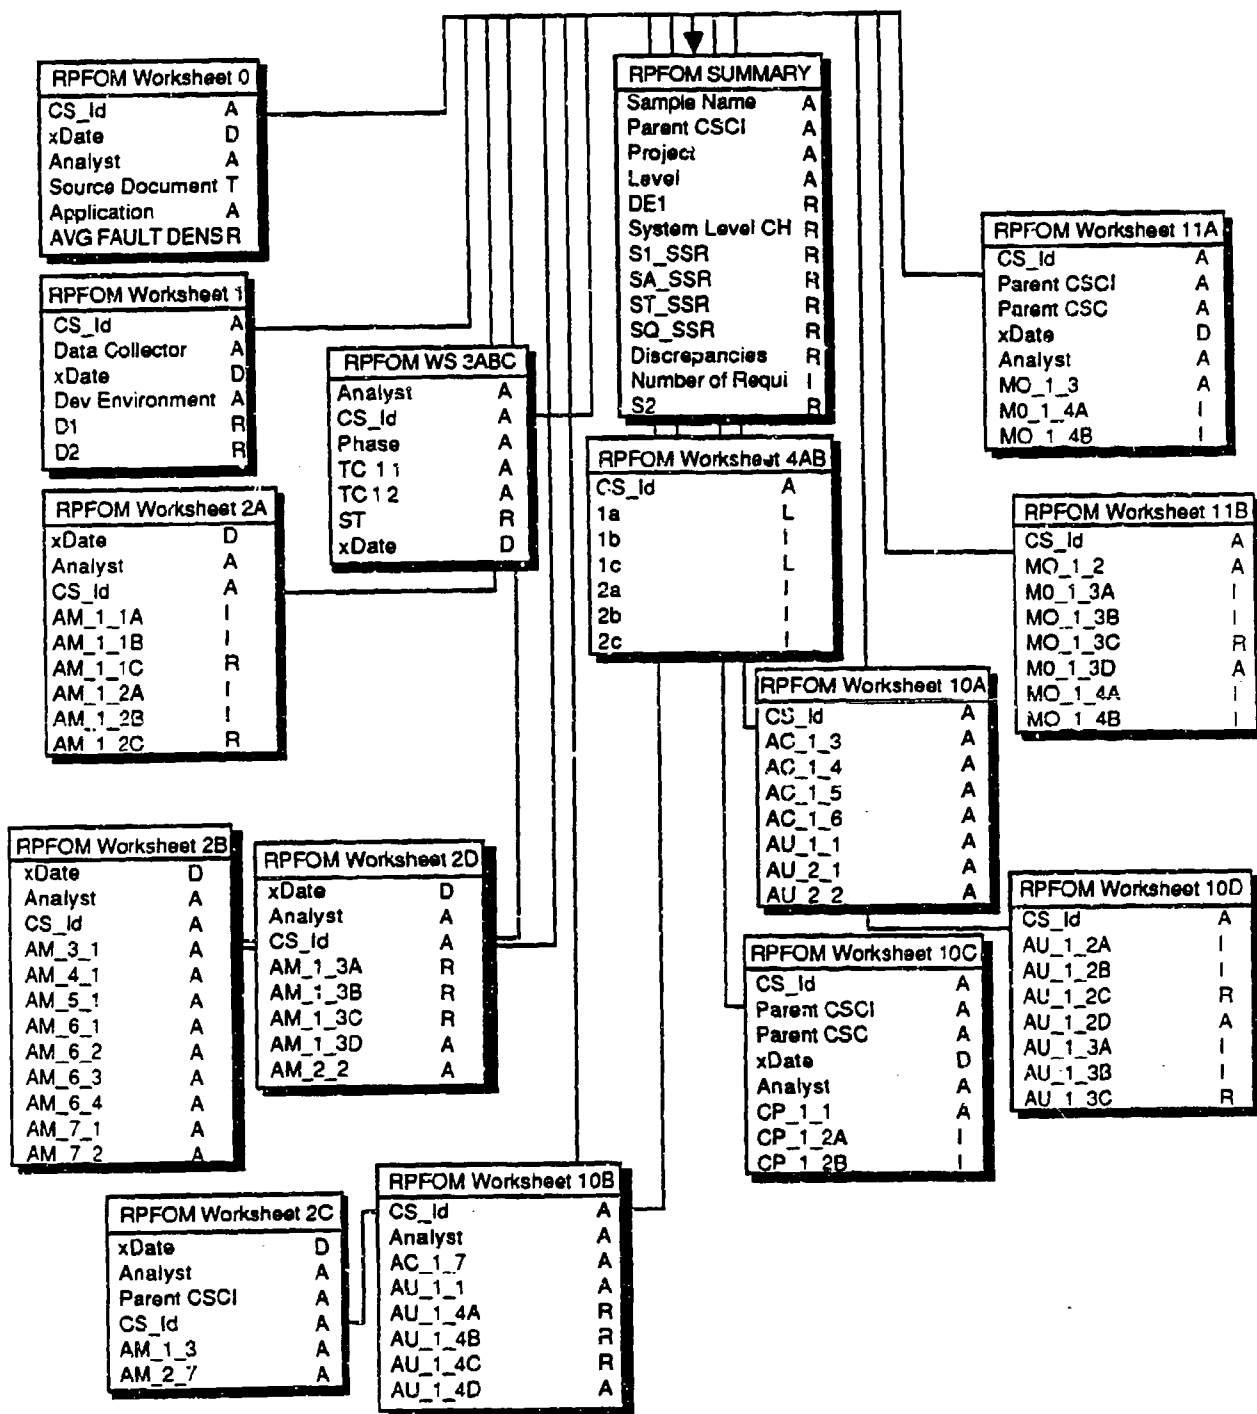 RPFOM Worksheet 0
CS_Id A
xDate D
Analyst A
Source Document T
Application A
AVG FAULT DENS R
RPFOM Worksheet 1
CS_Id A
Data Collector A
xDate D
Dev Environment A
D1 R
D2 R
RPFOM Worksheet 2A
xDate D
Analyst A
CS_Id A
AM_1_1A I
AM_1_1B I
AM_1_1C R
AM_1_2A I
AM_1_2B I
AM_1_2C R
RPFOM WS 3ABC
Analyst A
CS_Id A
Phase A
TC 1 1 A
TC 1 2 A
ST R
xDate D
RPFOM SUMMARY
Sample Name A
Parent CSCI A
Project A
Level A
DE1 R
System Level CH R
S1_SSR R
SA_SSR R
ST_SSR R
SQ_SSR R
Discrepancies R
Number of Requi I
S2 R
RPFOM Worksheet 4AB
CS_Id A
1a L
1b I
1c L
2a I
2b I
2c I
RPFOM Worksheet 11A
CS_Id A
Parent CSCI A
Parent CSC A
xDate D
Analyst A
MO_1_3 A
M0_1_4A I
MO_1_4B I
RPFOM Worksheet 11B
CS_Id A
MO_1_2 A
M0_1_3A I
MO_1_3B I
MO_1_3C R
M0_1_3D A
MO_1_4A I
MO_1_4B I
RPFOM Worksheet 10A
CS_Id A
AC_1_3 A
AC_1_4 A
AC_1_5 A
AC_1_6 A
AU_1_1 A
AU_2_1 A
AU_2_2 A
RPFOM Worksheet 2B
xDate D
Analyst A
CS_Id A
AM_3_1 A
AM_4_1 A
AM_5_1 A
AM_6_1 A
AM_6_2 A
AM_6_3 A
AM_6_4 A
AM_7_1 A
AM_7_2 A
RPFOM Worksheet 2D
xDate D
Analyst A
CS_Id A
AM_1_3A R
AM_1_3B R
AM_1_3C R
AM_1_3D A
AM_2_2 A
RPFOM Worksheet 10C
CS_Id A
Parent CSCI A
Parent CSC A
xDate D
Analyst A
CP_1_1 A
CP_1_2A I
CP_1_2B I
RPFOM Worksheet 10D
CS_Id A
AU_1_2A I
AU_1_2B I
AU_1_2C R
AU_1_2D A
AU_1_3A I
AU_1_3B I
AU_1_3C R
RPFOM Worksheet 2C
xDate D
Analyst A
Parent CSCI A
CS_Id A
AM_1_3 A
AM_2_7 A
RPFOM Worksheet 10B
CS_Id A
Analyst A
AC_1_7 A
AU_1_1 A
AU_1_4A R
AU_1_4B R
AU_1_4C R
AU_1_4D A